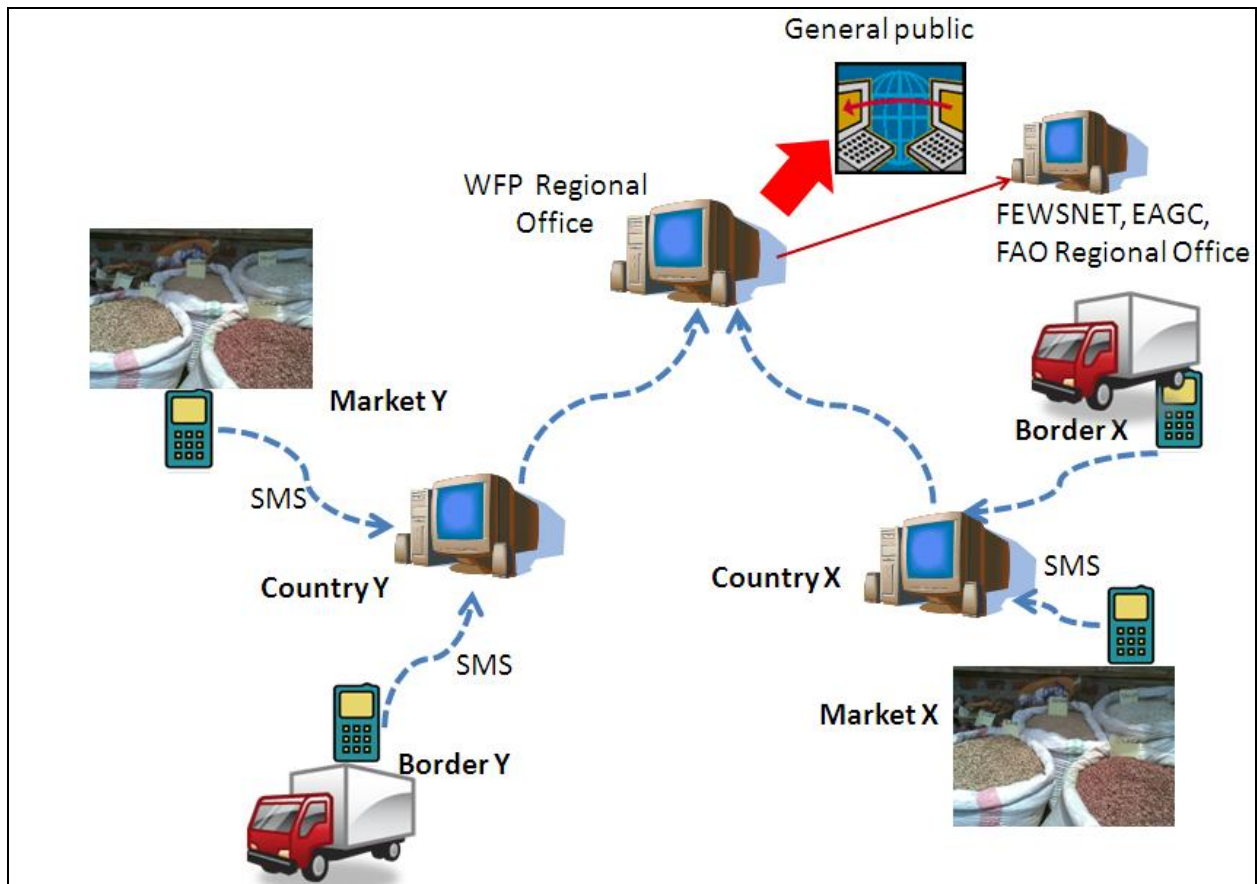 General public
WFP Regional
Office
FEWSNET, EAGC,
FAO Regional Office
Market Y
Border X
SMS
Country Y
Country X
SMS
SMS
Market X
Border Y